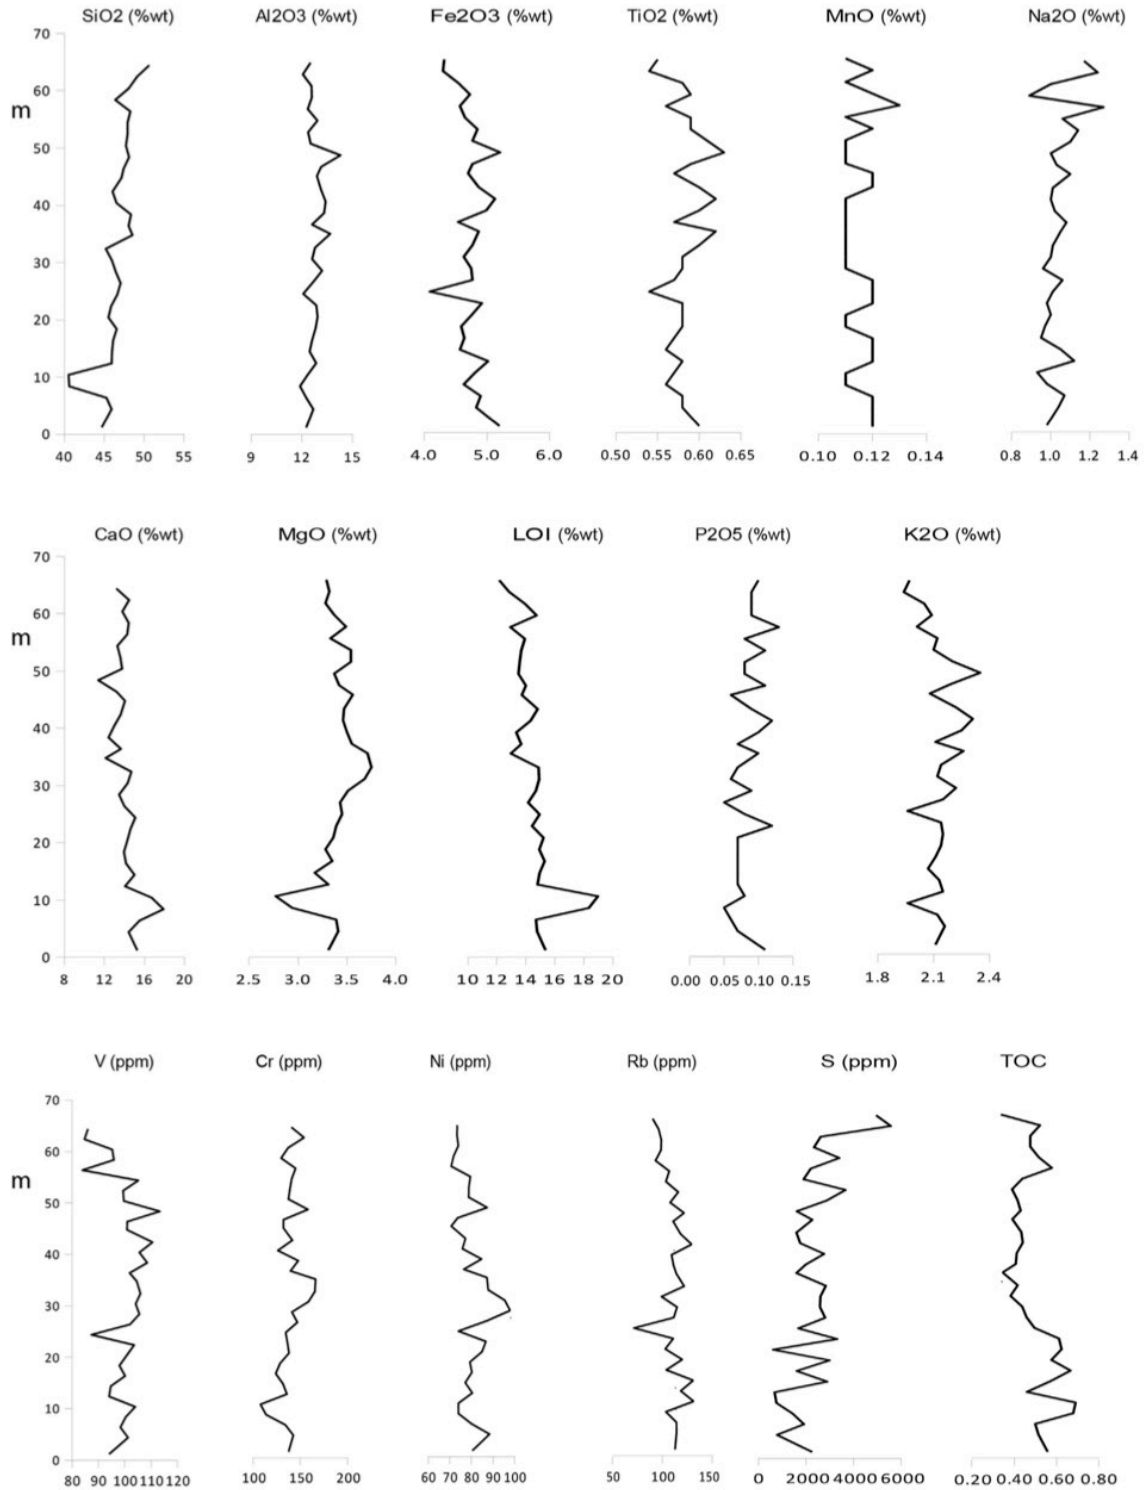 SiO2 (%wt) Al2O3 (%wt) Fe2O3 (%wt) TiO2 (%wt) MnO (%wt) Na2O (%wt)
70
60
m
50
40
30
20
10
0
40 45 50 55 9 12 15 4.0 5.0 6.0 0.50 0.55 0.60 0.65 0.10 0.12 0.14 0.8 1.0 1.2 1.4
CaO (%wt) MgO (%wt) LOI (%wt) P2O5 (%wt) K2O (%wt)
70
60
m
50
40
30
20
10
0
8 12 16 20 2.5 3.0 3.5 4.0 10 12 14 16 18 20 0.00 0.05 0.10 0.15 1.8 2.1 2.4
V (ppm) Cr (ppm) Ni (ppm) Rb (ppm) S (ppm) TOC
70
60
m
50
40
30
20
10
0
80 90 100 110 120 100 150 200 60 70 80 90 100 50 100 150 0 2000 4000 6000 0.20 0.40 0.60 0.80